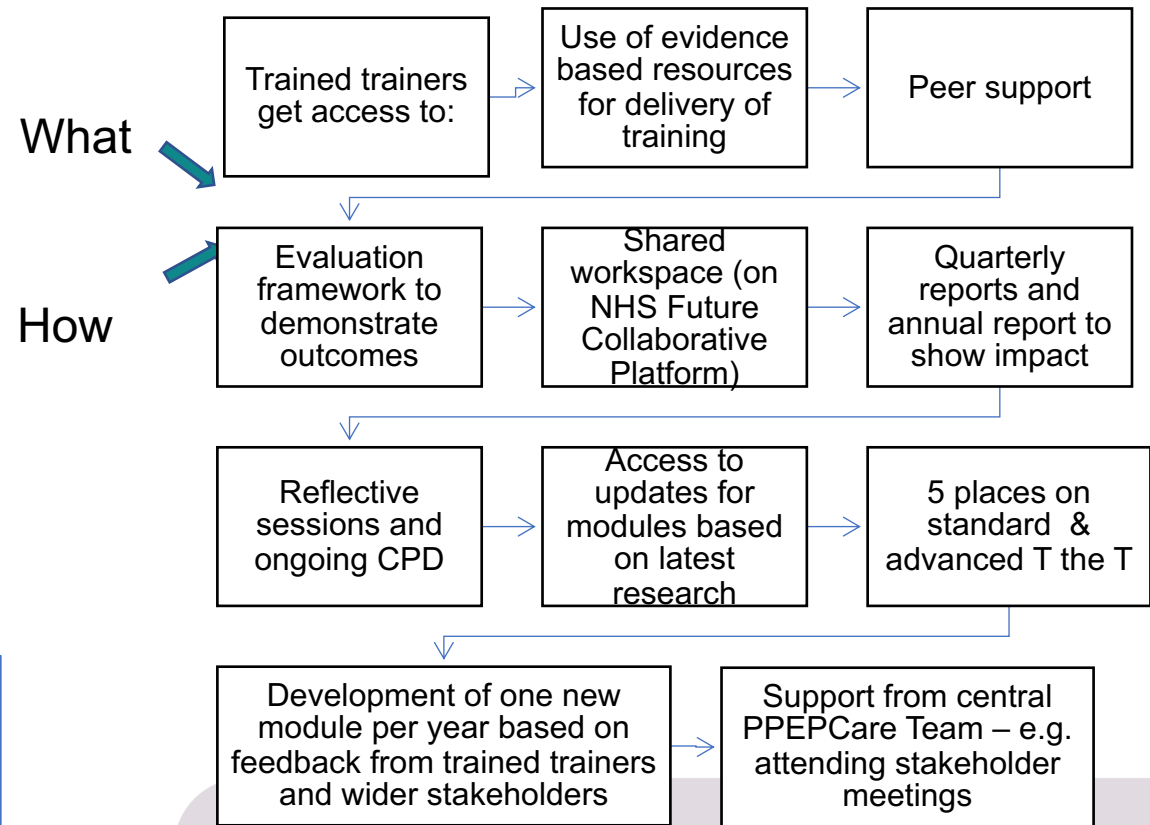 What
How
Trained trainers
get access to:
Use of evidence
based resources
for delivery of
training
Peer support
Evaluation
framework to
demonstrate
outcomes
Shared
workspace (on
NHS Future
Collaborative
Platform)
Quarterly
reports and
annual report to
show impact
Reflective
sessions and
ongoing CPD
Access to
updates for
modules based
on latest
research
5 places on
standard & 
advanced T the T
Development of one new
module per year based on
feedback from trained trainers
and wider stakeholders
Support from central
PPEPCare Team – e.g.
attending stakeholder
meetings